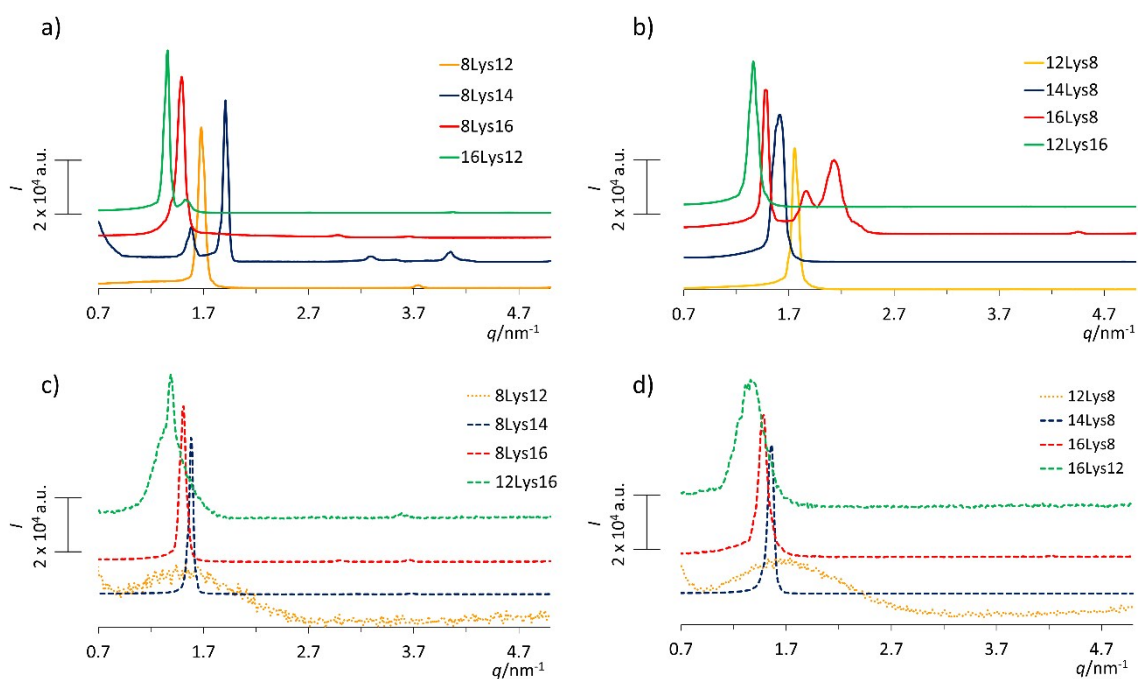 a)
8Lys12
8Lys14
8Lys16
16Lys12
I
2 x 10⁴ a.u.
0.7 1.7 2.7 3.7 4.7
q/nm⁻¹
b)
12Lys8
14Lys8
16Lys8
12Lys16
I
2 x 10⁴ a.u.
0.7 1.7 2.7 3.7 4.7
q/nm⁻¹
c)
8Lys12
8Lys14
8Lys16
12Lys16
I
2 x 10⁴ a.u.
0.7 1.7 2.7 3.7 4.7
q/nm⁻¹
d)
12Lys8
14Lys8
16Lys8
16Lys12
I
2 x 10⁴ a.u.
0.7 1.7 2.7 3.7 4.7
q/nm⁻¹